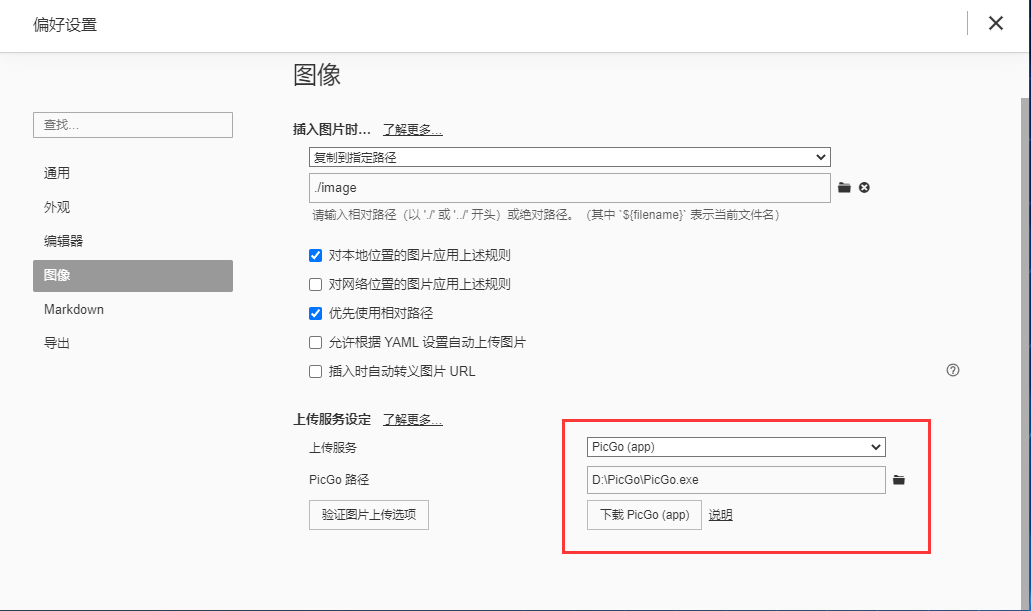 偏好设置
图像
查找...
通用
外观
编辑器
图像
Markdown
导出
插入图片时... 了解更多...
复制到指定路径
./image
请输入相对路径（以 './' 或 '../' 开头）或绝对路径。（其中 `${filename}` 表示当前文件名）
对本地位置的图片应用上述规则
对网络位置的图片应用上述规则
优先使用相对路径
允许根据 YAML 设置自动上传图片
插入时自动转义图片 URL
上传服务设定 了解更多...
上传服务 PicGo (app)
PicGo 路径 D:\PicGo\PicGo.exe
验证图片上传选项 下载 PicGo (app) 说明